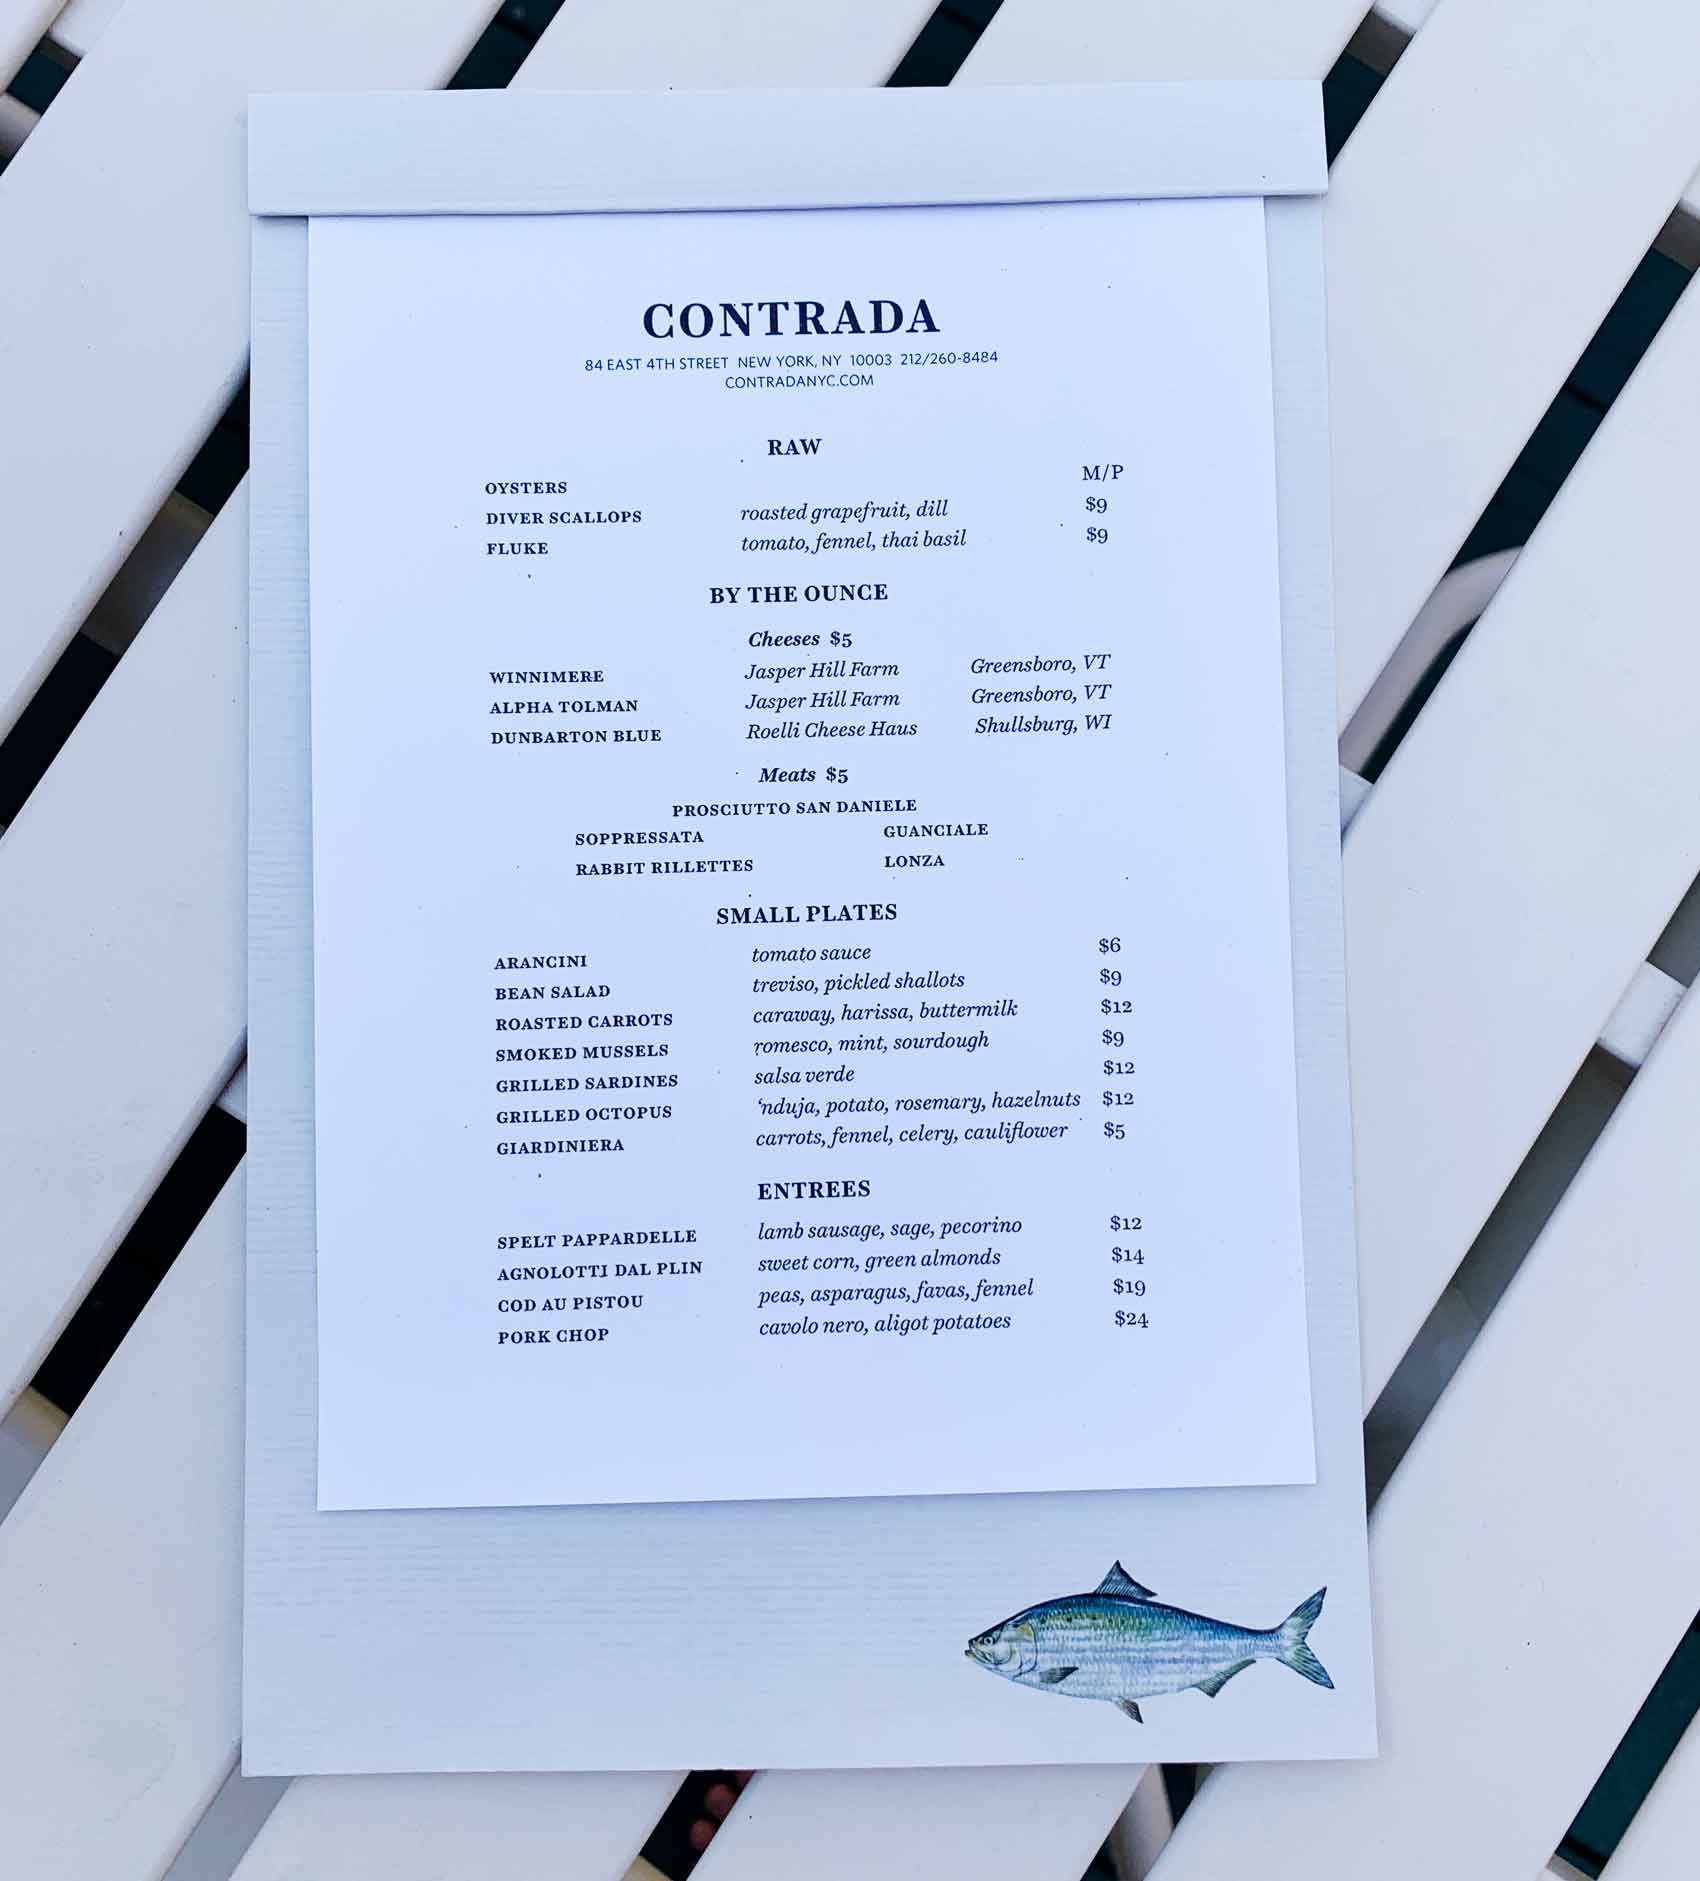 CONTRADA
84 EAST 4TH STREET NEW YORK, NY 10003 212/260-8484
CONTRADANYC.COM
RAW
OYSTERS M/P
DIVER SCALLOPS roasted grapefruit, dill $9
FLUKE tomato, fennel, thai basil $9
BY THE OUNCE
Cheeses $5
WINNIMERE Jasper Hill Farm Greensboro, VT
ALPHA TOLMAN Jasper Hill Farm Greensboro, VT
DUNBARTON BLUE Roelli Cheese Haus Shullsburg, WI
Meats $5
PROSCIUTTO SAN DANIELE
SOPPRESSATA GUANCIALE
RABBIT RILLETTES LONZA
SMALL PLATES
ARANCINI tomato sauce $6
BEAN SALAD treviso, pickled shallots $9
ROASTED CARROTS caraway, harissa, buttermilk $12
SMOKED MUSSELS romesco, mint, sourdough $9
GRILLED SARDINES salsa verde $12
GRILLED OCTOPUS ‘nduja, potato, rosemary, hazelnuts $12
GIARDINIERA carrots, fennel, celery, cauliflower $5
ENTREES
SPELT PAPPARDELLE lamb sausage, sage, pecorino $12
AGNOLOTTI DAL PLIN sweet corn, green almonds $14
COD AU PISTOU peas, asparagus, favas, fennel $19
PORK CHOP cavolo nero, aligot potatoes $24